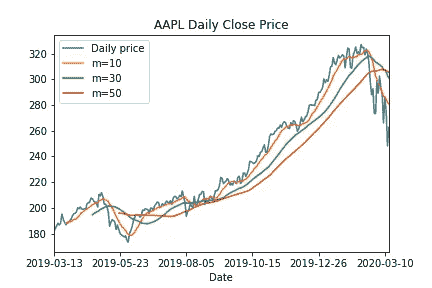 AAPL Daily Close Price
Daily price
m=10
m=30
m=50
320
300
280
260
240
220
200
180
2019-03-13 2019-05-23 2019-08-05 2019-10-15 2019-12-26 2020-03-10
Date